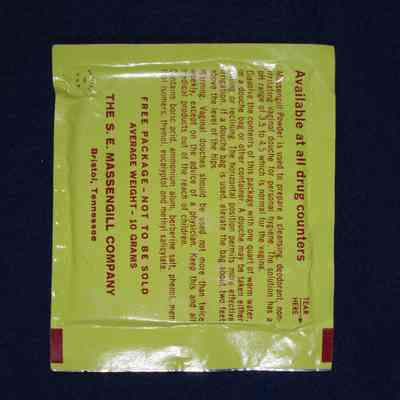 TEAR
HERE
Available at all drug counters
Massengill Powder is used to prepare a cleansing, deodorant, non-
irritating vaginal douche for personal hygiene. The solution has a
pH range of 3.5 to 4.5 which is normal for the vagina.
Dissolve the contents of this package with one quart of warm water,
in a douche bag or other container. A douche may be taken either
sitting or reclining. The horizontal position permits more effective
irrigation. If a douche bag is used, elevate the bag about two feet
above the level of the hips.
Warning: Vaginal douches should be used not more than twice
weekly, except on the advice of a physician. Keep this and all
medical products out of the reach of children.
Contains boric acid, ammonium alum, berberine salt, phenol, men
thol isomers, thymol, eucalyptol and methyl salicylate.
FREE PACKAGE - NOT TO BE SOLD
AVERAGE WEIGHT - 10 GRAMS
THE S. E. MASSENGILL COMPANY
Bristol, Tennessee